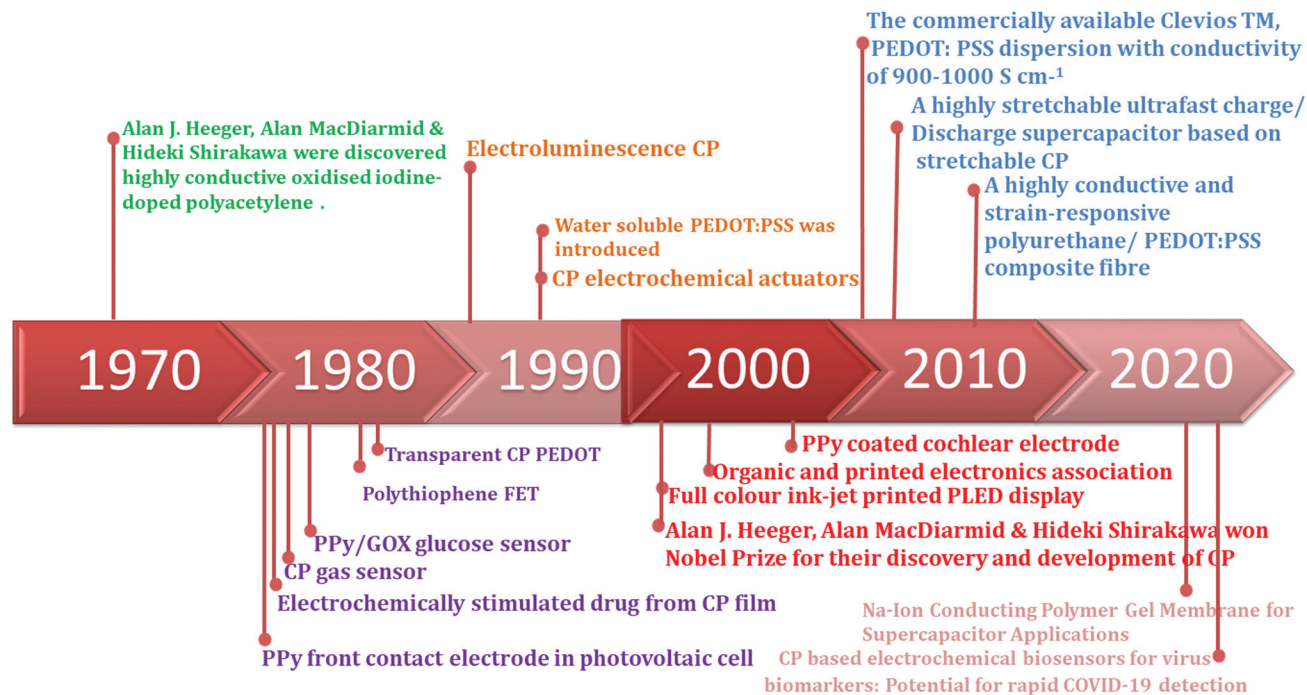 The commercially available Clevios TM,
PEDOT: PSS dispersion with conductivity
of 900-1000 S cm-¹
A highly stretchable ultrafast charge/
Discharge supercapacitor based on
stretchable CP
A highly conductive and
strain-responsive
polyurethane/ PEDOT:PSS
composite fibre
Alan J. Heeger, Alan MacDiarmid &
Hideki Shirakawa were discovered
highly conductive oxidised iodine-
doped polyacetylene .
Electroluminescence CP
Water soluble PEDOT:PSS was
introduced
CP electrochemical actuators
1970
1980
1990
2000
2010
2020
Transparent CP PEDOT
Polythiophene FET
PPy/GOX glucose sensor
CP gas sensor
Electrochemically stimulated drug from CP film
PPy front contact electrode in photovoltaic cell
PPy coated cochlear electrode
Organic and printed electronics association
Full colour ink-jet printed PLED display
Alan J. Heeger, Alan MacDiarmid & Hideki Shirakawa won
Nobel Prize for their discovery and development of CP
Na-Ion Conducting Polymer Gel Membrane for
Supercapacitor Applications
CP based electrochemical biosensors for virus
biomarkers: Potential for rapid COVID-19 detection